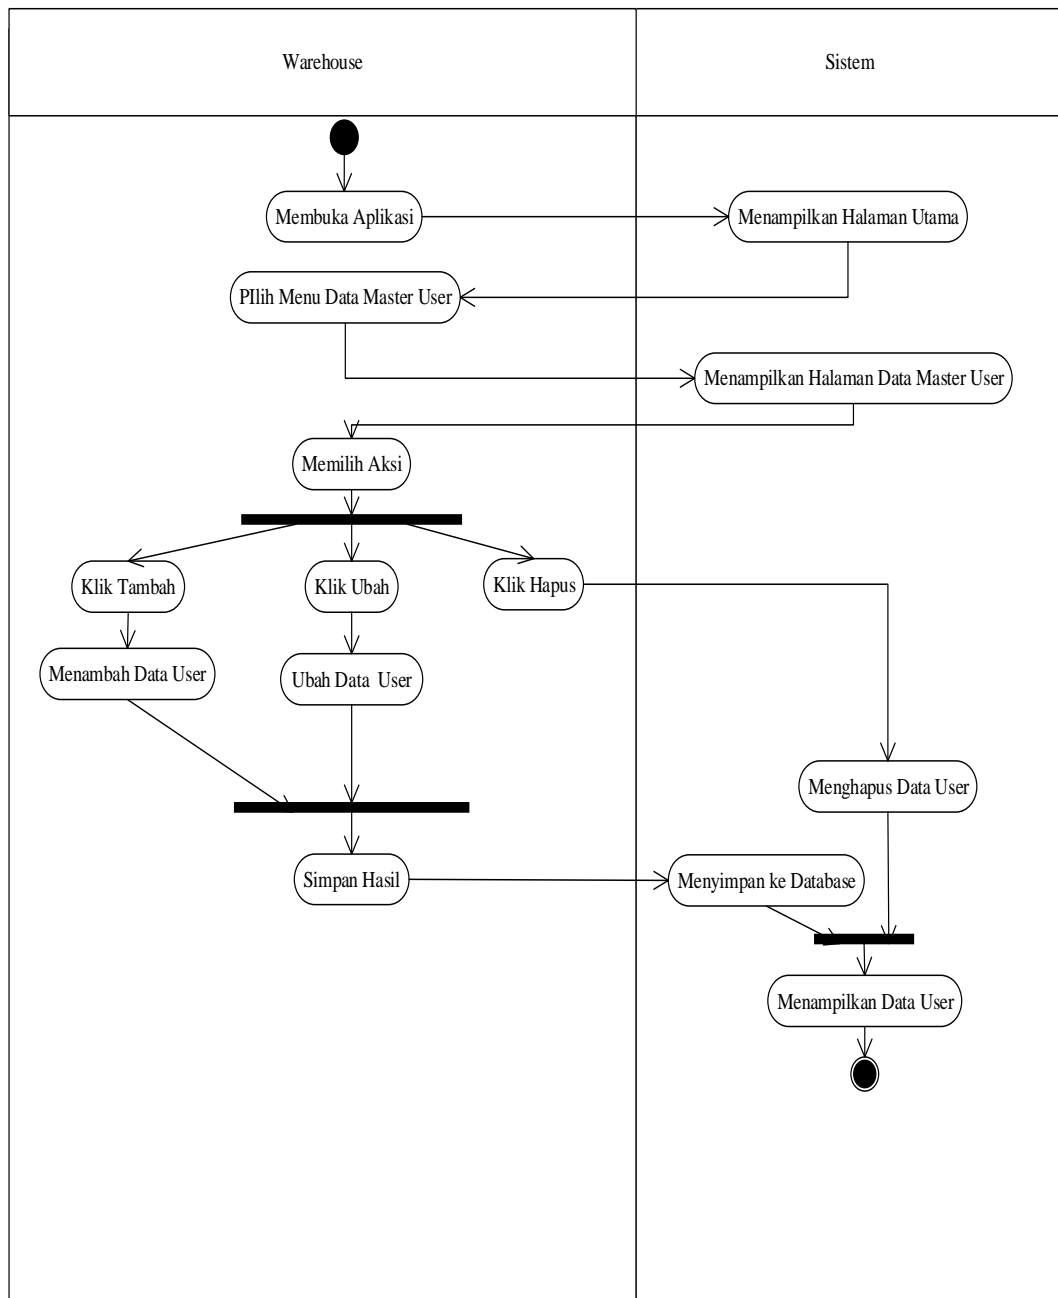 Warehouse
Sistem
Membuka Aplikasi
Menampilkan Halaman Utama
PIlih Menu Data Master User
Menampilkan Halaman Data Master User
Memilih Aksi
Klik Tambah
Klik Ubah
Klik Hapus
Menambah Data User
Ubah Data User
Menghapus Data User
Simpan Hasil
Menyimpan ke Database
Menampilkan Data User